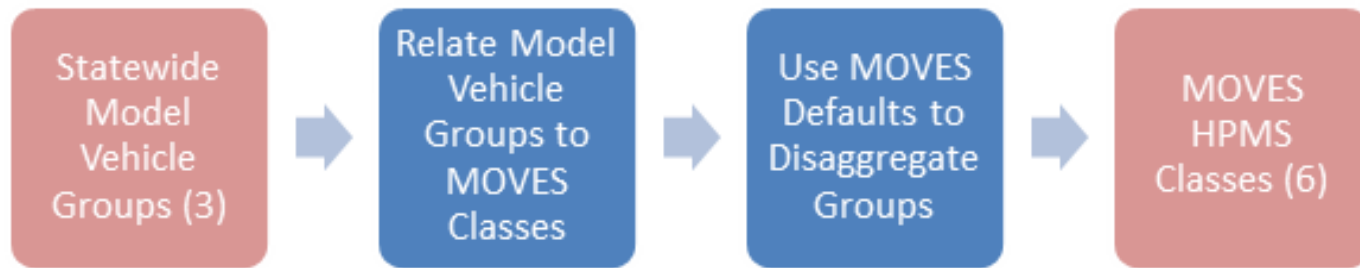 Statewide
Model
Vehicle
Groups (3)
Relate Model
Vehicle
Groups to
MOVES
Classes
Use MOVES
Defaults to
Disaggregate
Groups
MOVES
HPMS
Classes (6)